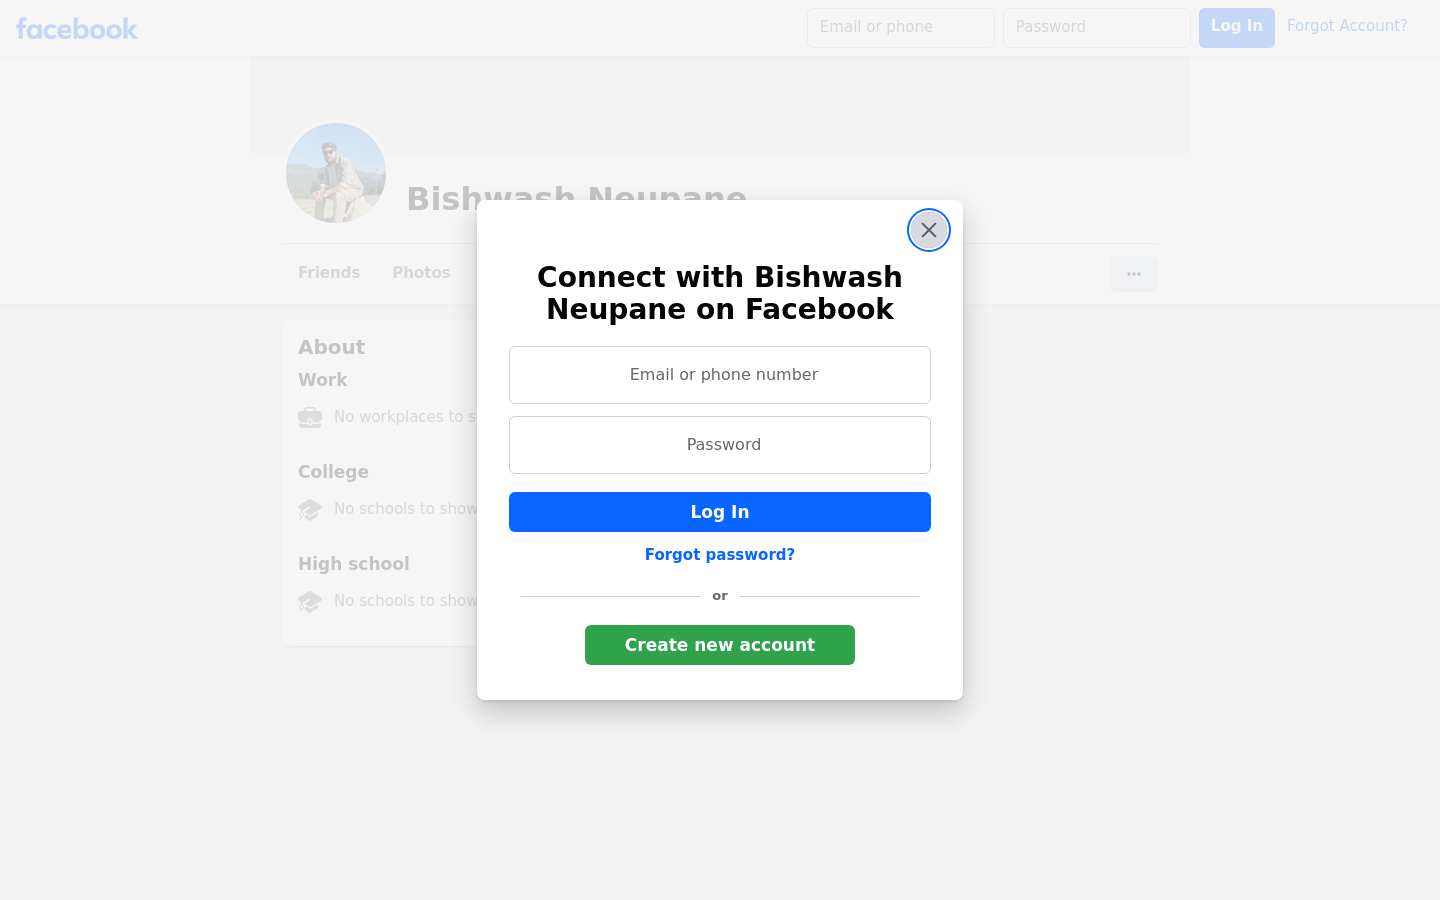 facebook
Email or phone
Password
Log In
Forgot Account?
Bishwash Neupane
Friends
Photos
About
Work
No workplaces to s
College
No schools to show
High school
No schools to show
Connect with Bishwash
Neupane on Facebook
Email or phone number
Password
Log In
Forgot password?
or
Create new account